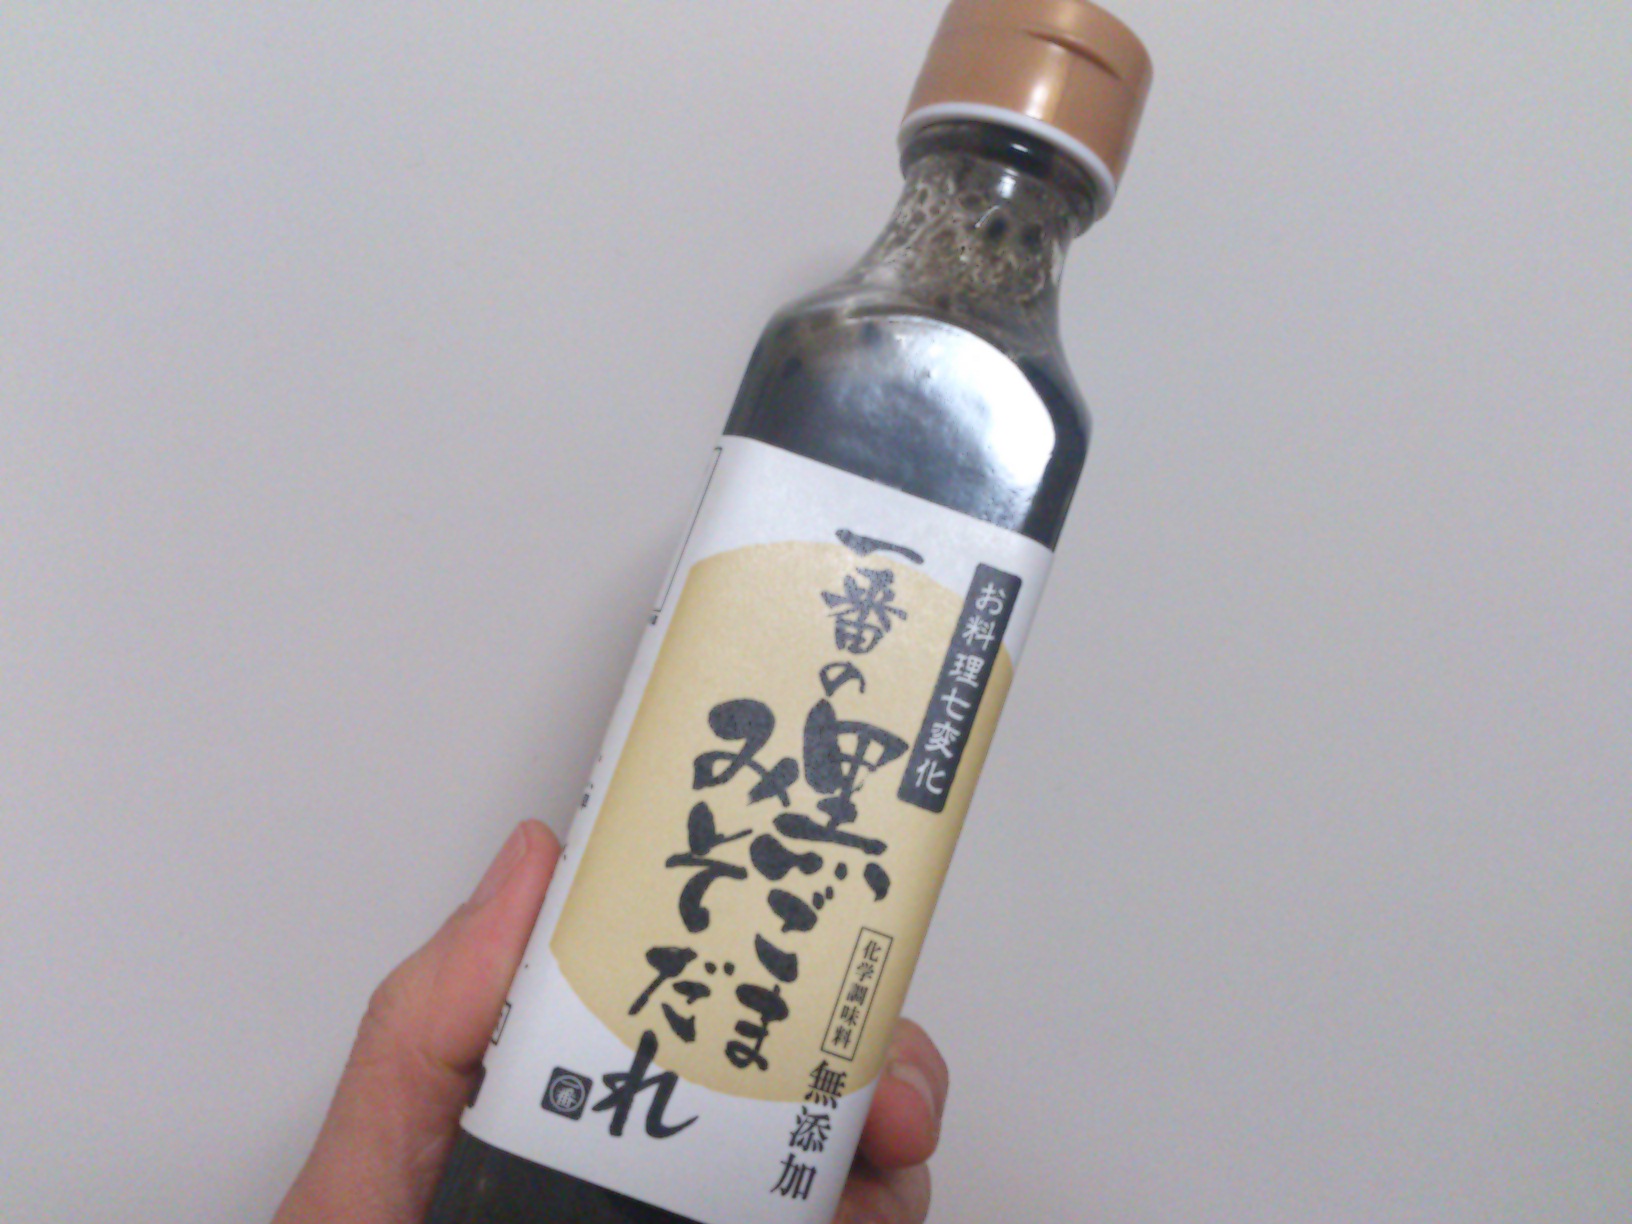 お料理七変化
一番の黒ごま
みそだれ
化学調味料
無添加
一番